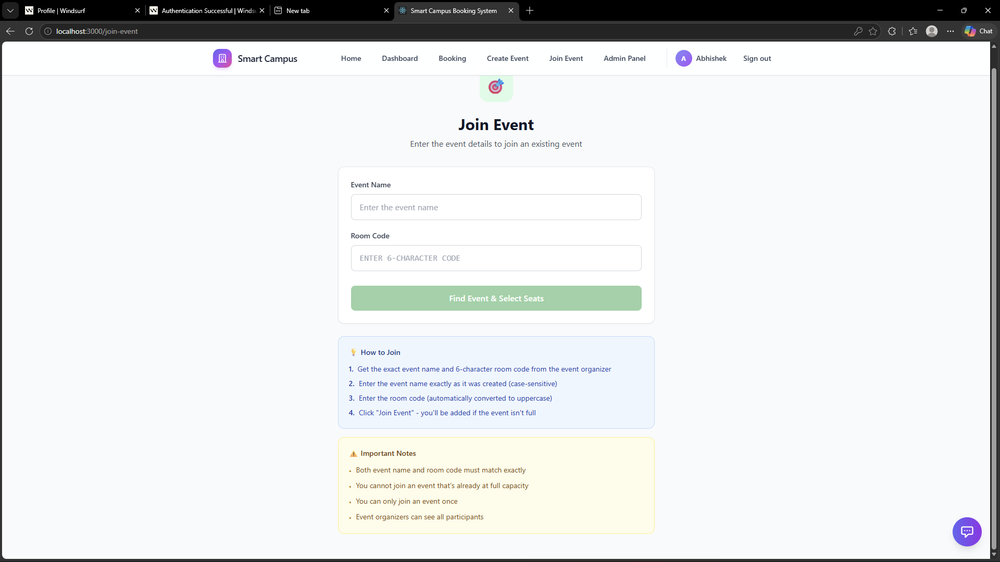 Profile | Windsurf
Authentication Successful | Winds
New tab
Smart Campus Booking System
localhost:3000/join-event
Chat
Smart Campus
Home
Dashboard
Booking
Create Event
Join Event
Admin Panel
A
Abhishek
Sign out
Join Event
Enter the event details to join an existing event
Event Name
Enter the event name
Room Code
ENTER 6-CHARACTER CODE
Find Event & Select Seats
How to Join
1. Get the exact event name and 6-character room code from the event organizer
2. Enter the event name exactly as it was created (case-sensitive)
3. Enter the room code (automatically converted to uppercase)
4. Click "Join Event" - you'll be added if the event isn't full
Important Notes
• Both event name and room code must match exactly
• You cannot join an event that's already at full capacity
• You can only join an event once
• Event organizers can see all participants